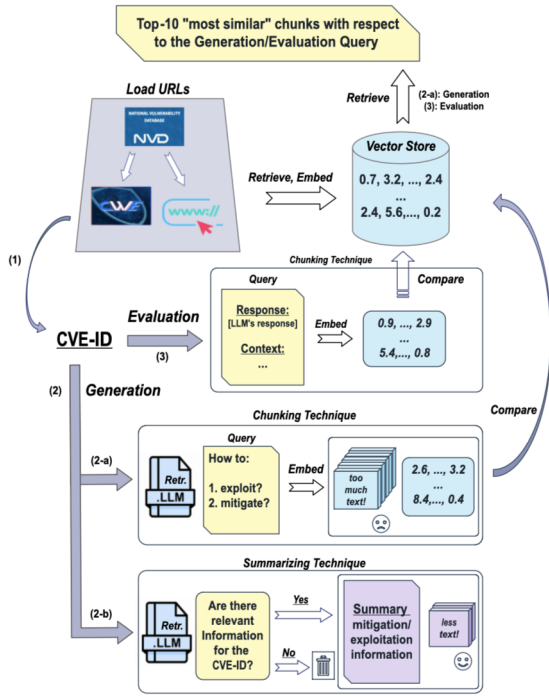 Top-10 "most similar" chunks with respect
to the Generation/Evaluation Query
Load URLs
NATIONAL VULNERABILITY
DATABASE
NVD
CWE
www://
Retrieve
(2-a): Generation
(3): Evaluation
Vector Store
0.7, 3.2, ..., 2.4
...
2.4, 5.6,..., 0.2
Retrieve, Embed
(1)
Chunking Technique
Compare
Query
Response:
[LLM's response]
Context:
...
Embed
0.9, ..., 2.9
...
5.4,..., 0.8
Evaluation
(3)
CVE-ID
(2)
Generation
Compare
Chunking Technique
(2-a)
Retr.
.LLM
Query
How to:
1. exploit?
2. mitigate?
Embed
too
much
text!
2.6, ..., 3.2
...
8.4,..., 0.4
Summarizing Technique
(2-b)
Retr.
.LLM
Are there
relevant
Information
for the
CVE-ID?
Yes
No
Summary
mitigation/
exploitation
information
less
text!